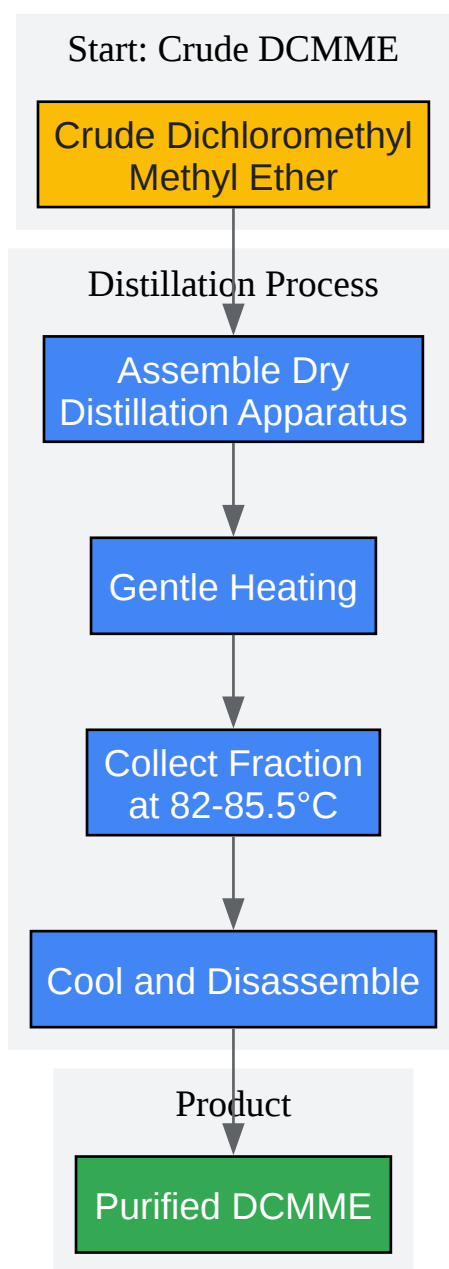 Start: Crude DCMME
Crude Dichloromethyl
Methyl Ether
Distillation Process
Assemble Dry
Distillation Apparatus
Gentle Heating
Collect Fraction
at 82-85.5°C
Cool and Disassemble
Product
Purified DCMME